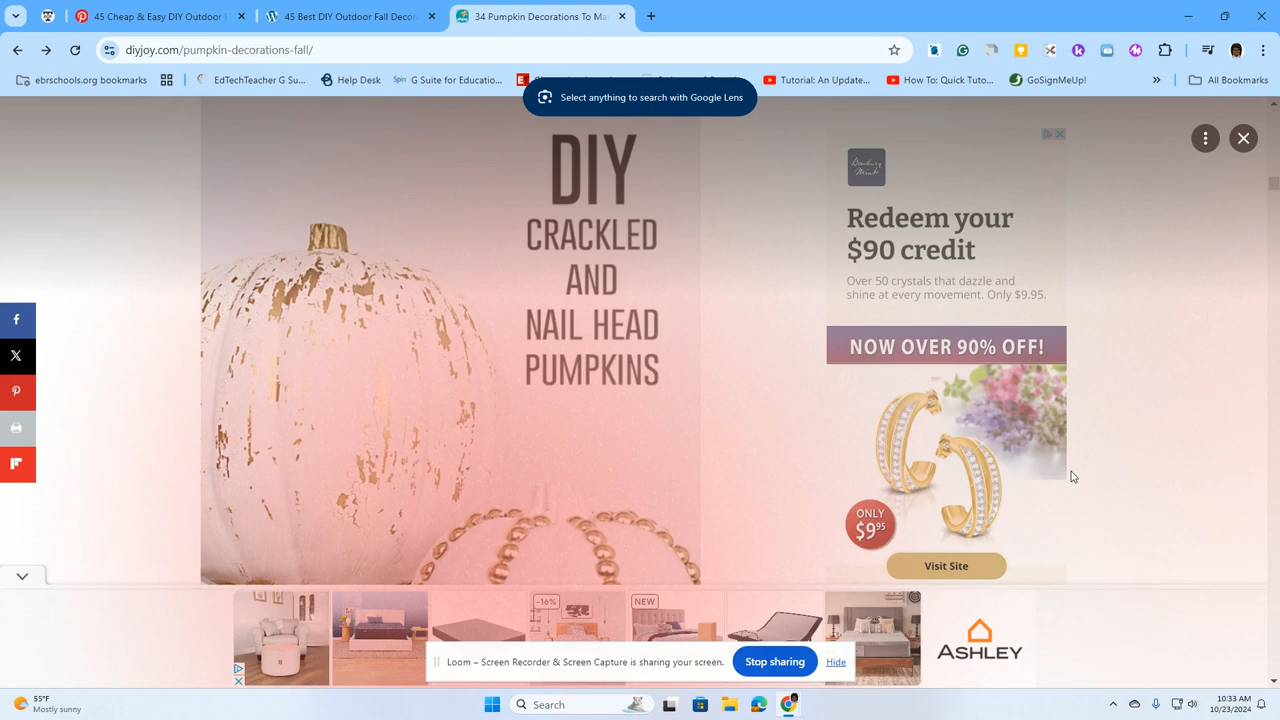 45 Cheap & Easy DIY Outdoor F
45 Best DIY Outdoor Fall Decor
34 Pumpkin Decorations To Ma
diyjoy.com/pumpkin-decorations-fall/
ebrschools.org bookmarks
EdTechTeacher G Su...
Help Desk
G Suite for Educatio...
Tutorial: An Update...
How To: Quick Tuto...
GoSignMeUp!
All Bookmarks
Select anything to search with Google Lens
DIY
CRACKLED
AND
NAIL HEAD
PUMPKINS
Danbury
Mint
Redeem your
$90 credit
Over 50 crystals that dazzle and
shine at every movement. Only $9.95.
NOW OVER 90% OFF!
ONLY
$9.95
Visit Site
-16%
NEW
ASHLEY
Loom – Screen Recorder & Screen Capture is sharing your screen.
Stop sharing
Hide
55°F
Mostly sunny
Search
10:33 AM
10/23/2024